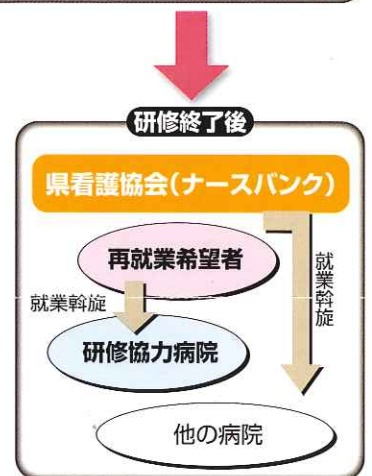 研修終了後
県看護協会(ナースバンク)
再就業希望者
就業斡旋
就業斡旋
研修協力病院
他の病院